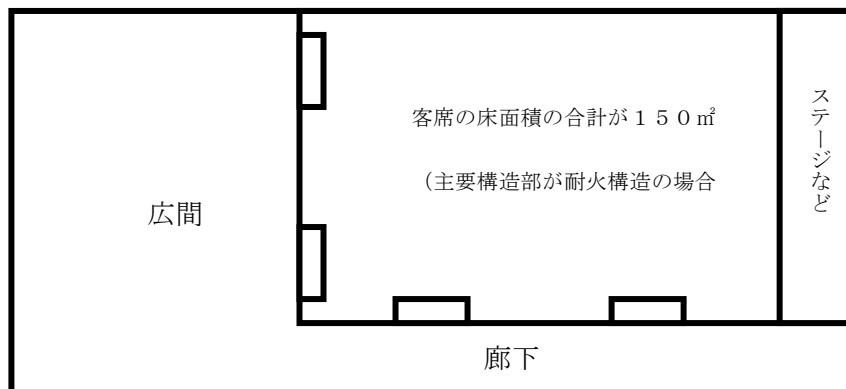 客席の床面積の合計が１５０㎡
（主要構造部が耐火構造の場合
ステージなど
広間
廊下